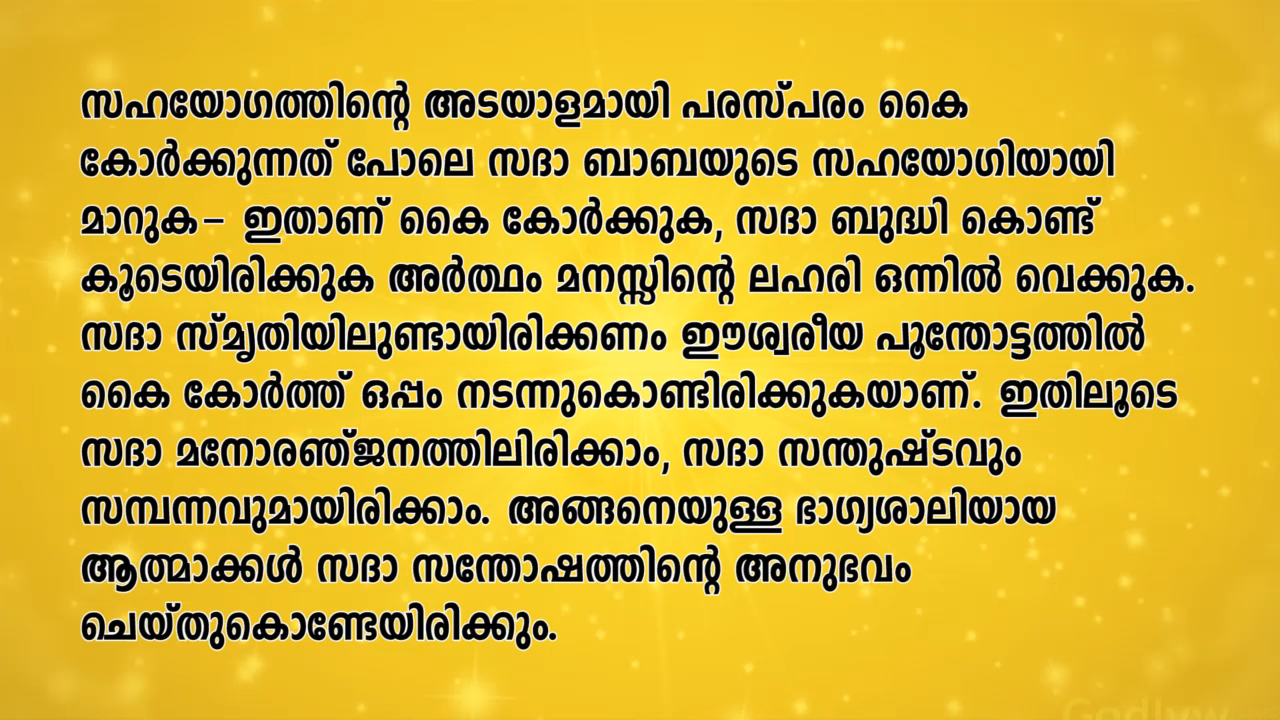 സഹയോഗത്തിന്റെ അടയാളമായി പരസ്പരം കൈ
കോർക്കുന്നത് പോലെ സദാ ബാബയുടെ സഹയോഗിയായി
മാറുക– ഇതാണ് കൈ കോർക്കുക, സദാ ബുദ്ധി കൊണ്ട്
കൂടെയിരിക്കുക അർത്ഥം മനസ്സിന്റെ ലഹരി ഒന്നിൽ വെക്കുക.
സദാ സ്മൃതിയിലുണ്ടായിരിക്കണം ഈശ്വരീയ പൂന്തോട്ടത്തിൽ
കൈ കോർത്ത് ഒപ്പം നടന്നുകൊണ്ടിരിക്കുകയാണ്. ഇതിലൂടെ
സദാ മനോരഞ്ജനത്തിലിരിക്കാം, സദാ സന്തുഷ്ടവും
സമ്പന്നവുമായിരിക്കാം. അങ്ങനെയുള്ള ഭാഗ്യശാലിയായ
ആത്മാക്കൾ സദാ സന്തോഷത്തിന്റെ അനുഭവം
ചെയ്തുകൊണ്ടേയിരിക്കും.